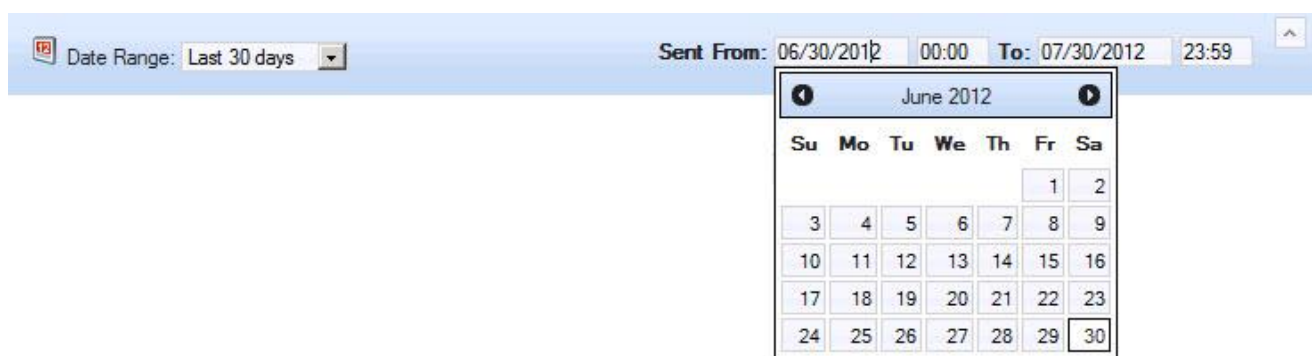 12 Date Range: Last 30 days Sent From: 06/30/2012 00:00 To: 07/30/2012 23:59
June 2012
Su Mo Tu We Th Fr Sa
1 2
3 4 5 6 7 8 9
10 11 12 13 14 15 16
17 18 19 20 21 22 23
24 25 26 27 28 29 30